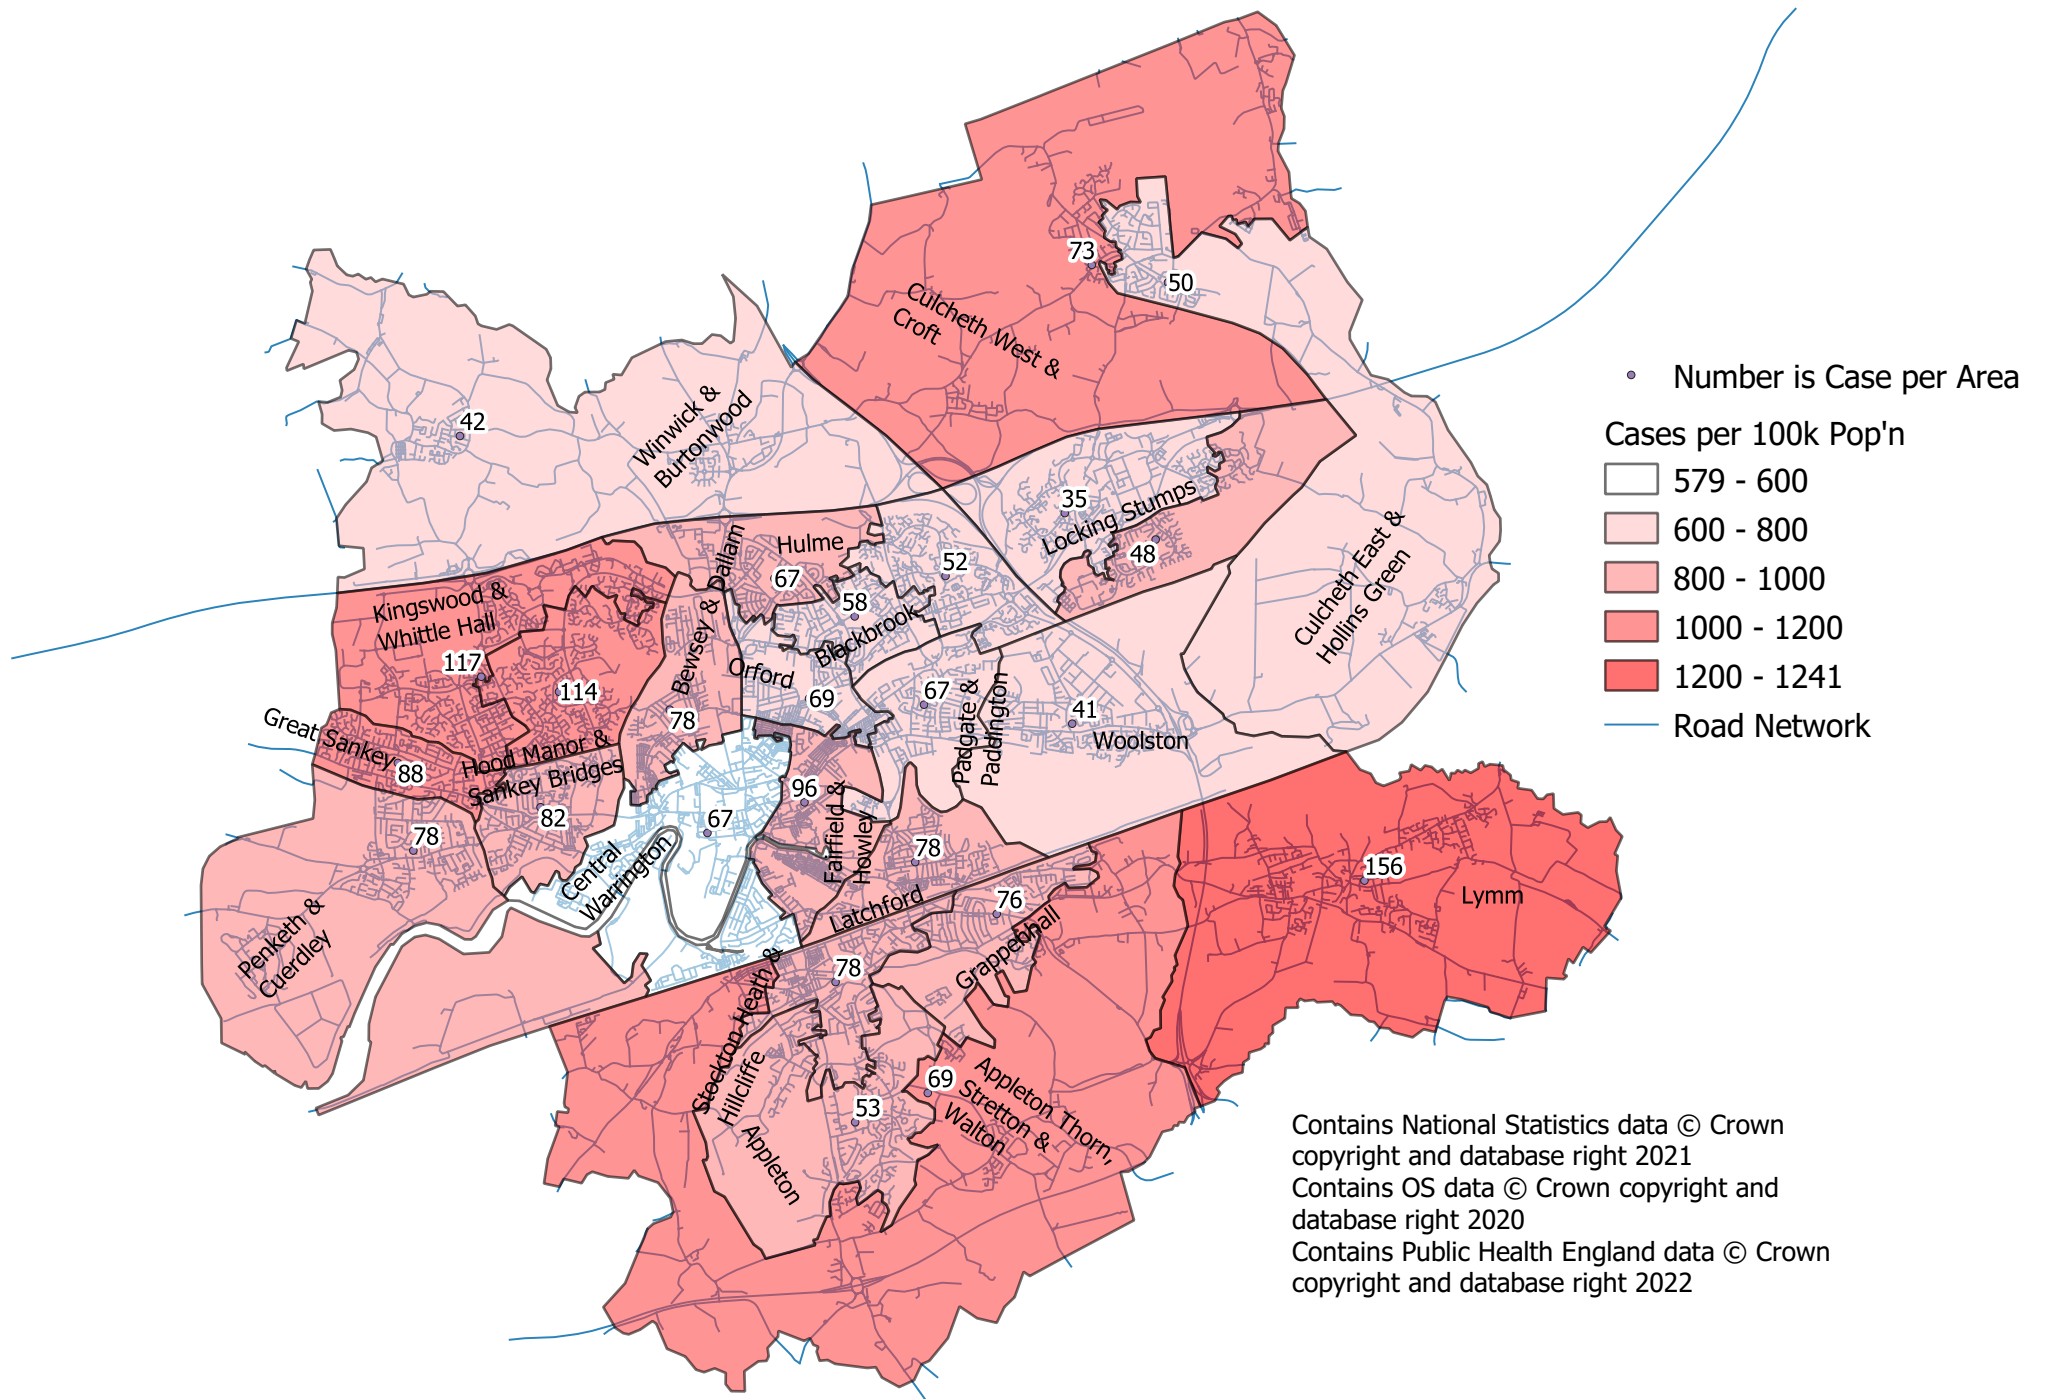 73
50
Culcheth West &
Croft
42
Winwick &
Burtonwood
35
Locking Stumps
48
Culcheth East &
Hollins Green
Hulme
67
52
58
Blackbrook
Bewsey & Dallam
78
Orford
69
Kingswood &
Whittle Hall
117
114
Great Sankey
88
Hood Manor &
Sankey Bridges
82
67
Padgate &
Paddington
41
Woolston
96
Fairfield &
Howley
67
Central
Warrington
78
Penketh &
Cuerdley
78
Latchford
76
Grappenhall
156
Lymm
78
Stockton Heath &
Hillcliffe
53
Appleton
69
Appleton Thorn,
Stretton &
Walton
Number is Case per Area
Cases per 100k Pop'n
579 - 600
600 - 800
800 - 1000
1000 - 1200
1200 - 1241
Road Network
Contains National Statistics data © Crown
copyright and database right 2021
Contains OS data © Crown copyright and
database right 2020
Contains Public Health England data © Crown
copyright and database right 2022